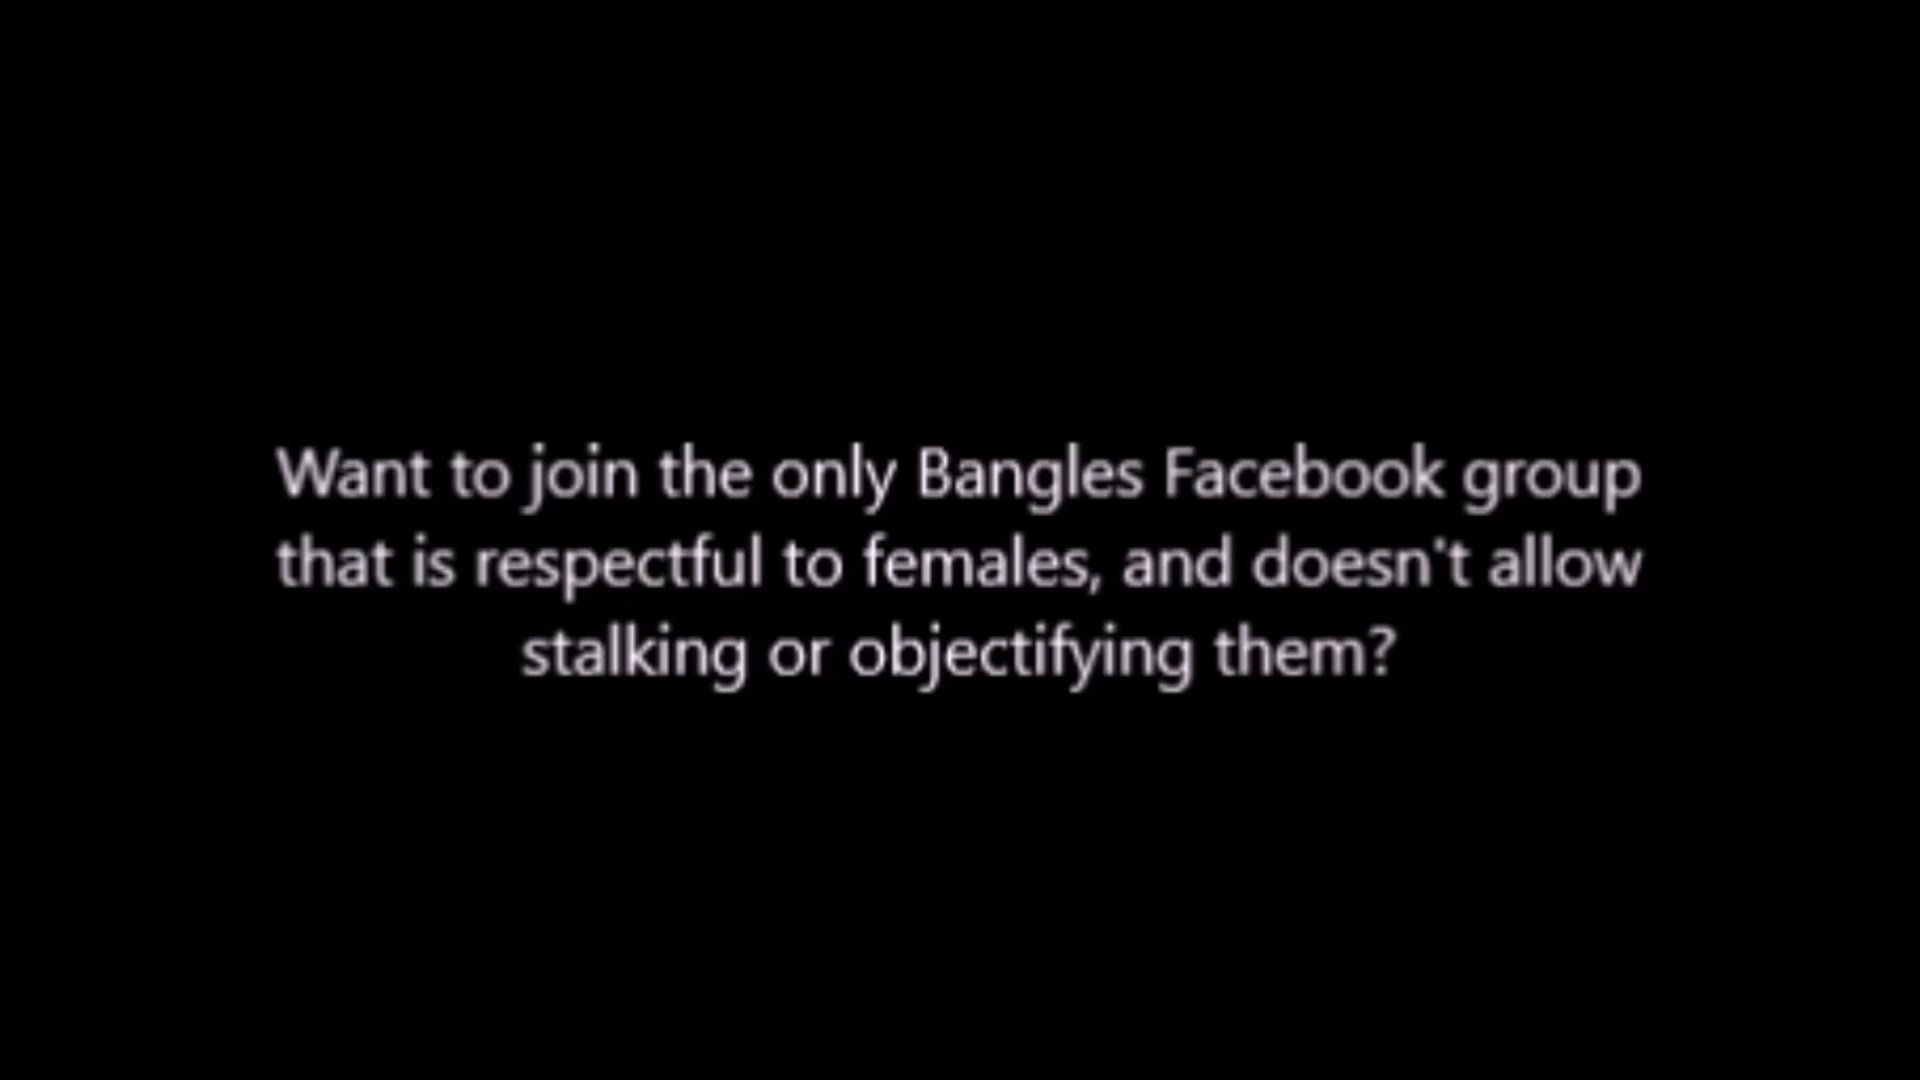 Want to join the only Bangles Facebook group
that is respectful to females, and doesn't allow
stalking or objectifying them?